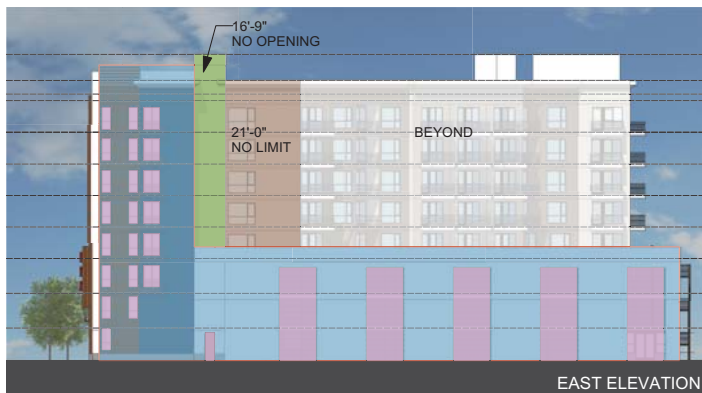 16'-9"
NO OPENING
21'-0"
NO LIMIT
BEYOND
EAST ELEVATION